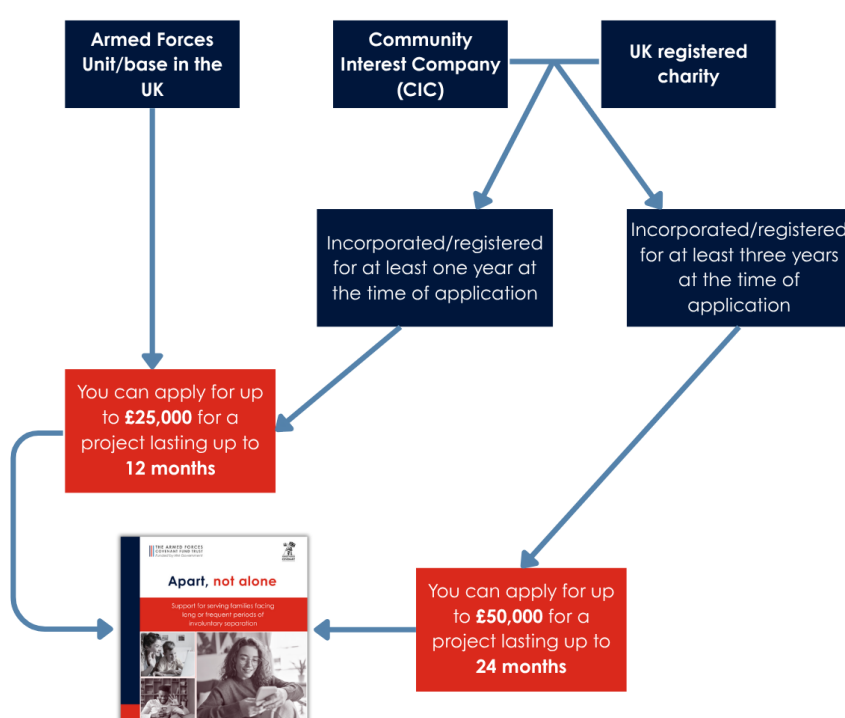 Armed Forces
Unit/base in the
UK
Community
Interest Company
(CIC)
UK registered
charity
Incorporated/registered
for at least one year at
the time of application
Incorporated/registered
for at least three years
at the time of
application
You can apply for up
to £25,000 for a
project lasting up to
12 months
THE ARMED FORCES
COVENANT FUND TRUST
Apart, not alone
Support for serving families facing
long or frequent periods of
involuntary separation
You can apply for up
to £50,000 for a
project lasting up to
24 months